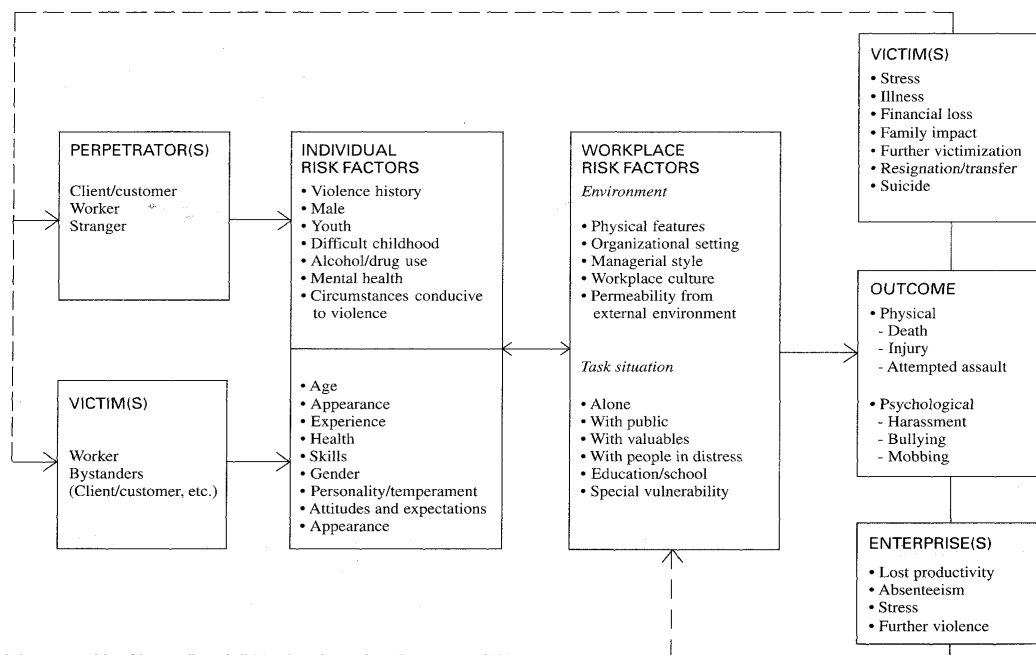 PERPETRATOR(S)
Client/customer
Worker
Stranger
VICTIM(S)
Worker
Bystanders
(Client/customer, etc.)
INDIVIDUAL
RISK FACTORS
• Violence history
• Male
• Youth
• Difficult childhood
• Alcohol/drug use
• Mental health
• Circumstances conducive
to violence
• Age
• Appearance
• Experience
• Health
• Skills
• Gender
• Personality/temperament
• Attitudes and expectations
• Appearance
WORKPLACE
RISK FACTORS
Environment
• Physical features
• Organizational setting
• Managerial style
• Workplace culture
• Permeability from
external environment
Task situation
• Alone
• With public
• With valuables
• With people in distress
• Education/school
• Special vulnerability
VICTIM(S)
• Stress
• Illness
• Financial loss
• Family impact
• Further victimization
• Resignation/transfer
• Suicide
OUTCOME
• Physical
- Death
- Injury
- Attempted assault
• Psychological
- Harassment
- Bullying
- Mobbing
ENTERPRISE(S)
• Lost productivity
• Absenteeism
• Stress
• Further violence